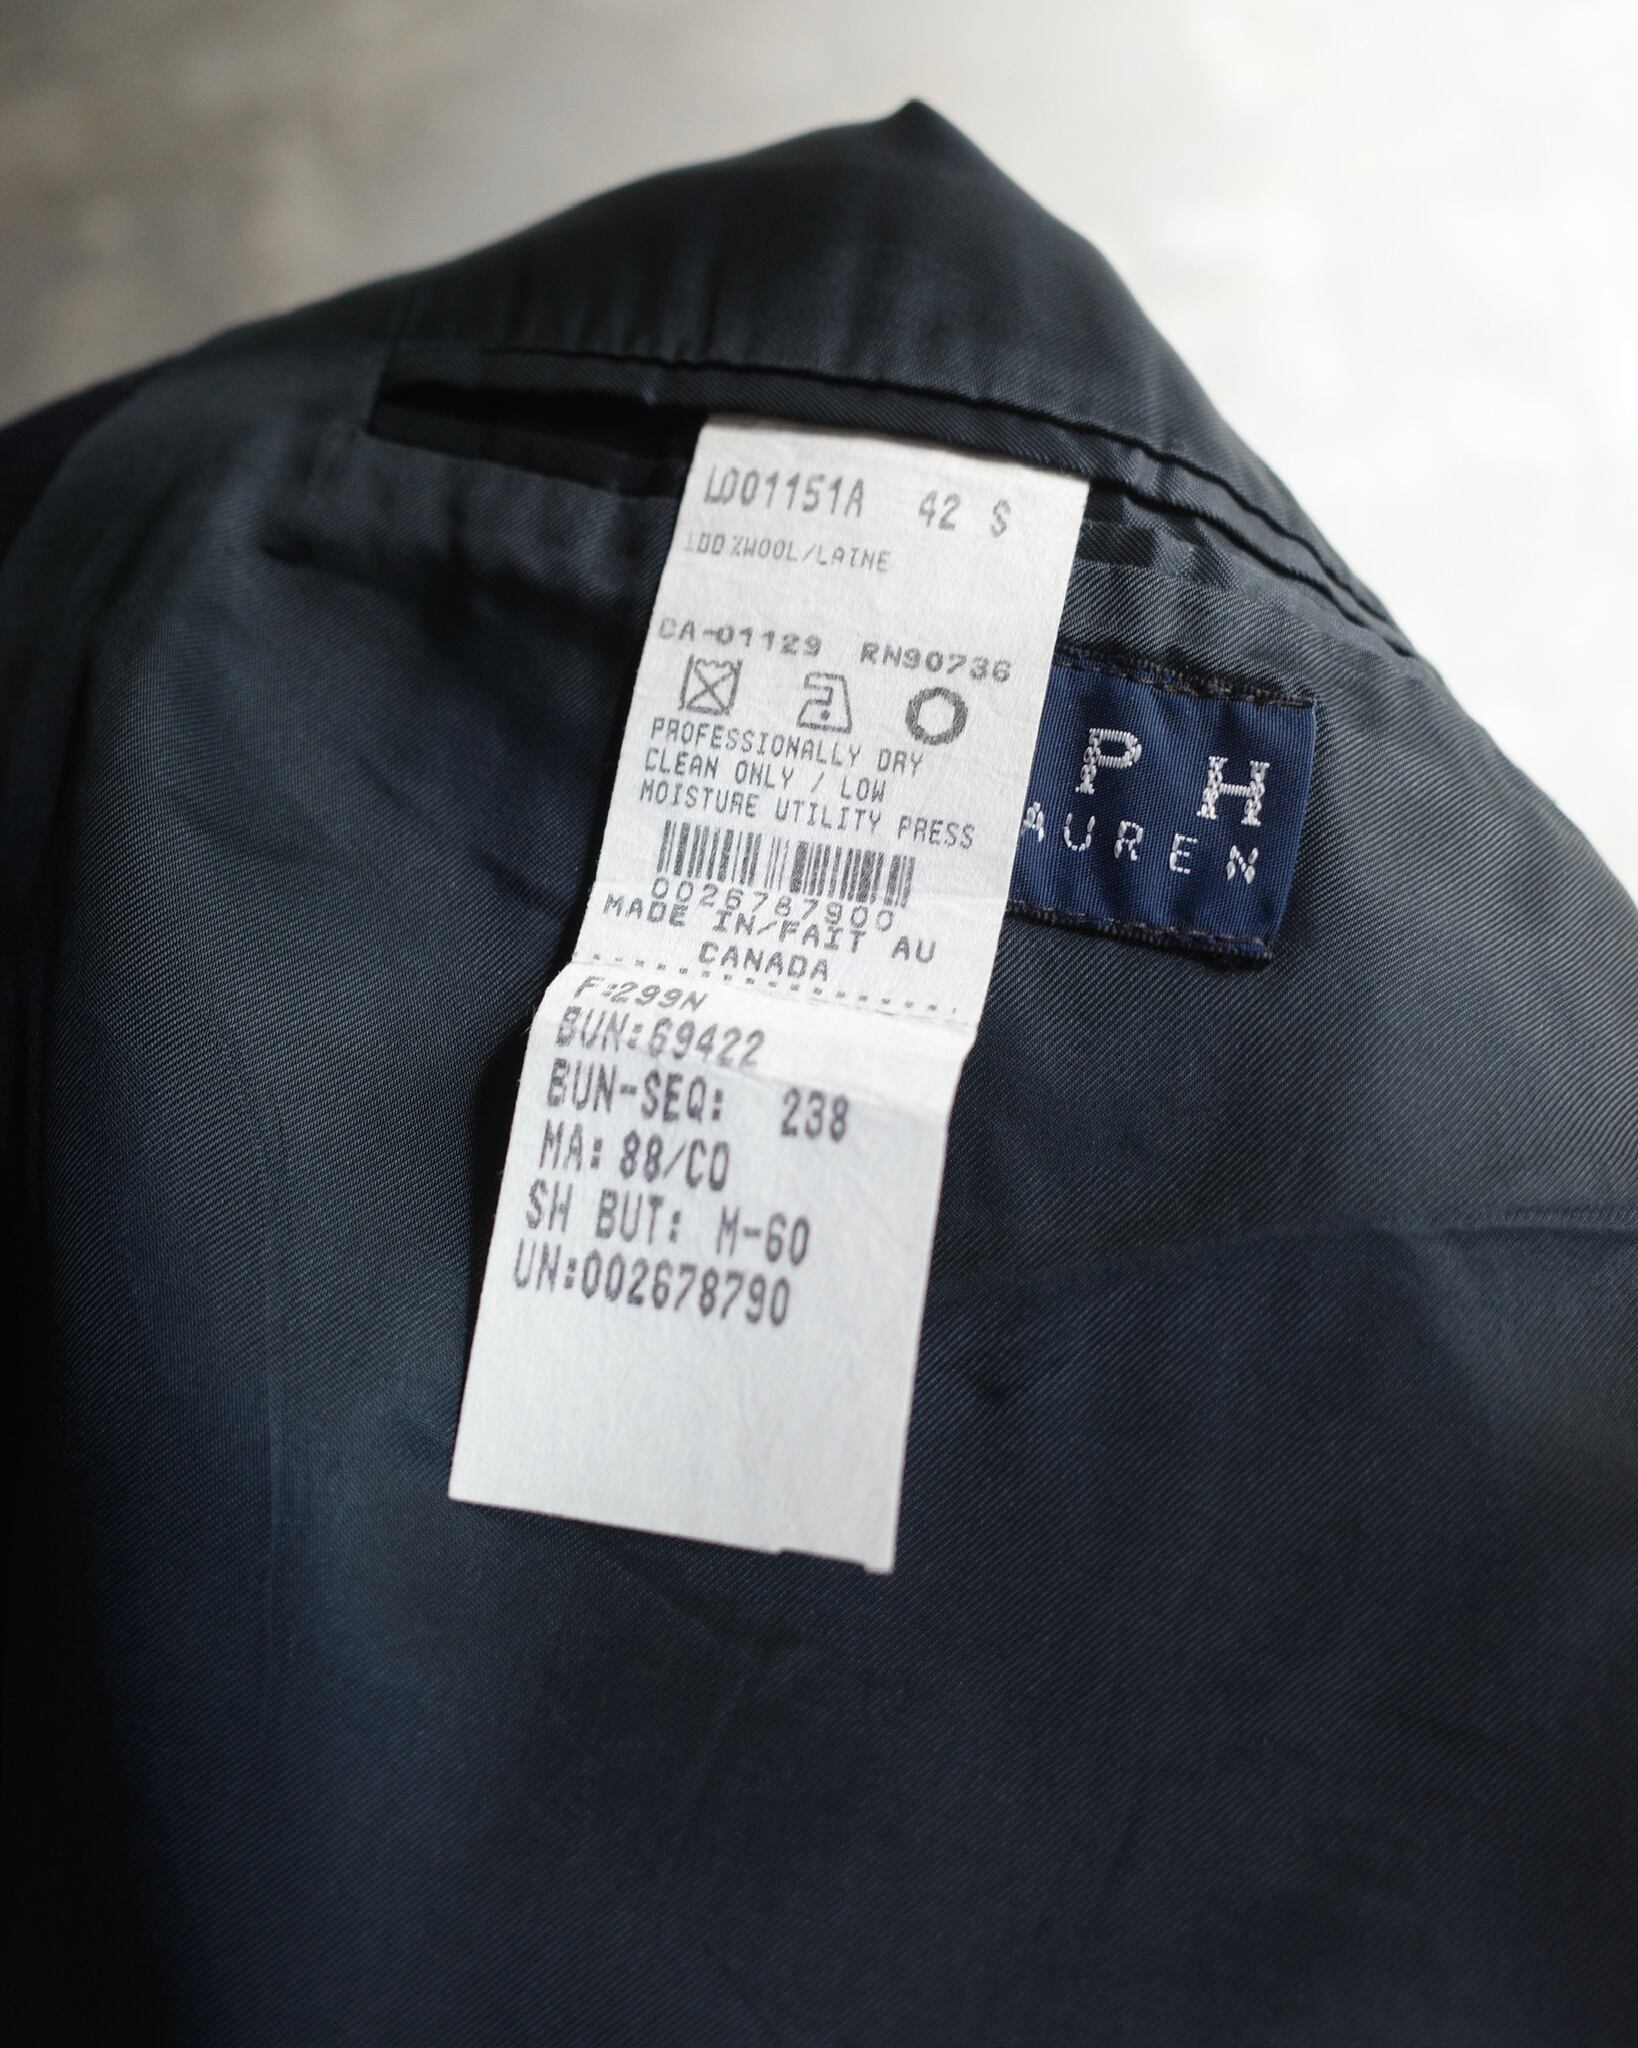 LD01151A 42 S
100%WOOL/LAINE
CA-01129 RN90736
PROFESSIONALLY DRY
CLEAN ONLY / LOW
MOISTURE UTILITY PRESS
0026787900
MADE IN/FAIT AU
CANADA
F:299N
BUN:69422
BUN-SEQ: 238
MA: 88/CO
SH BUT: M-60
UN:002678790
PH
AUREN